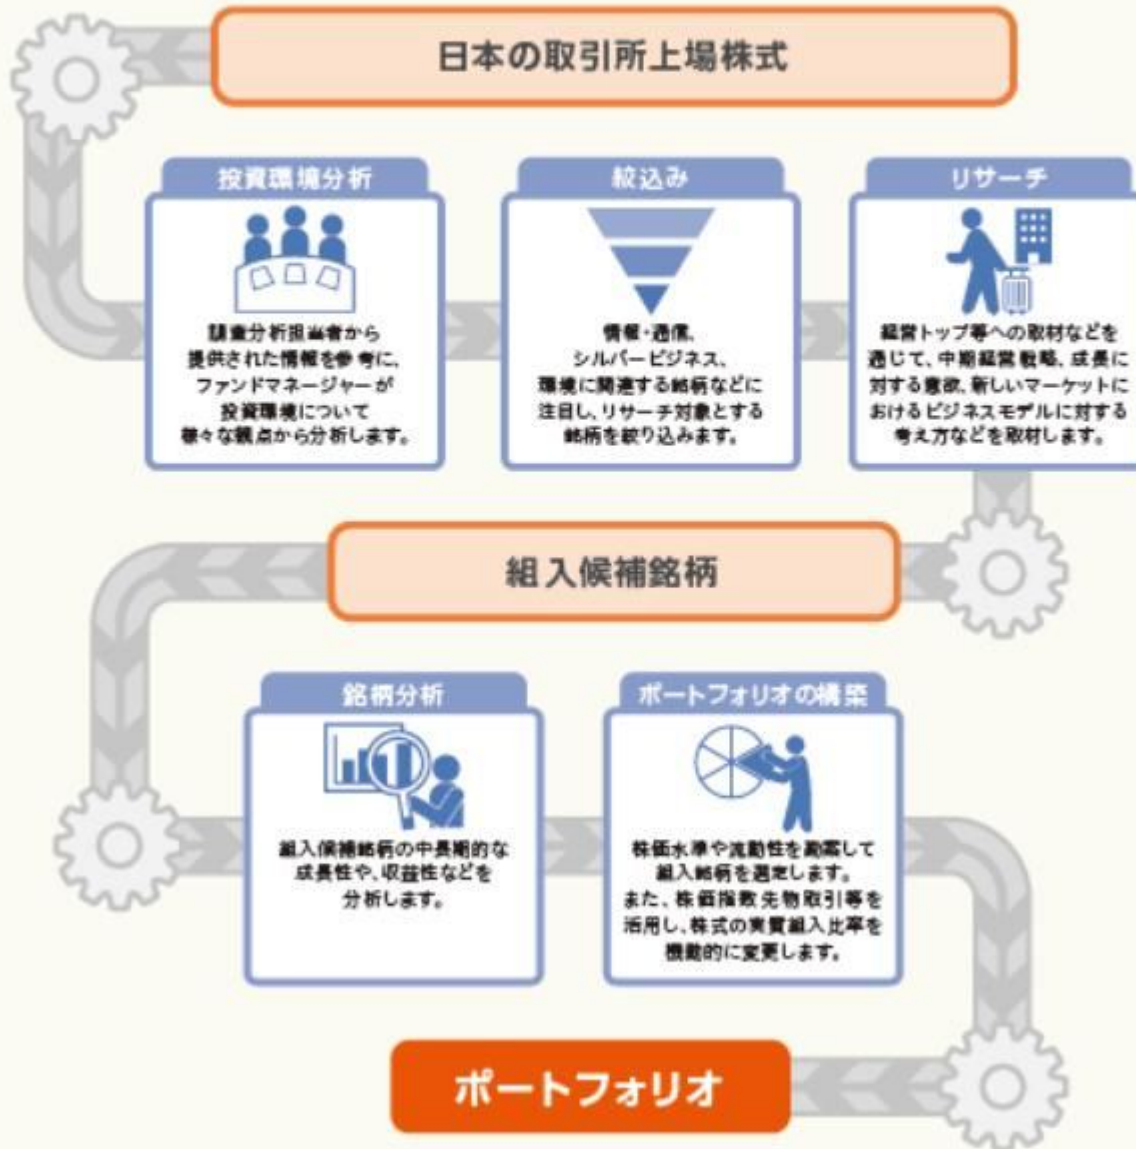 日本の取引所上場株式
投資環境分析
調査分析担当者から
提供された情報を参考に、
ファンドマネージャーが
投資環境について
様々な観点から分析します。
絞込み
情報・通信、
シルバービジネス、
環境に関連する銘柄などに
注目し、リサーチ対象とする
銘柄を絞り込みます。
リサーチ
経営トップ等への取材などを
通じて、中期経営戦略、成長に
対する意欲、新しいマーケットに
おけるビジネスモデルに対する
考え方などを取材します。
組入候補銘柄
銘柄分析
組入候補銘柄の中長期的な
成長性や、収益性などを
分析します。
ポートフォリオの構築
株価水準や流動性を勘案して
組入銘柄を選定します。
また、株価指数先物取引等を
活用し、株式の実質組入比率を
機動的に変更します。
ポートフォリオ